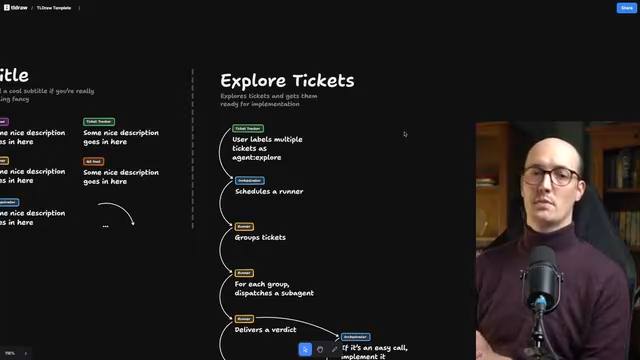 tldraw / TLDraw Template
Share
itle
d a cool subtitle if you're really
ling fancy
Ticket Tracker
me nice description
es in here
Some nice description
goes in here
me nice description
es in here
Some nice description
goes in here
me nice description
es in here
...
Explore Tickets
Explores tickets and gets them
ready for implementation
Ticket Tracker
User labels multiple
tickets as
agent:explore
Orchestrator
Schedules a runner
Runner
Groups tickets
Runner
For each group,
dispatches a subagent
Runner
Delivers a verdict
Orchestrator
If it's an easy call,
implement it